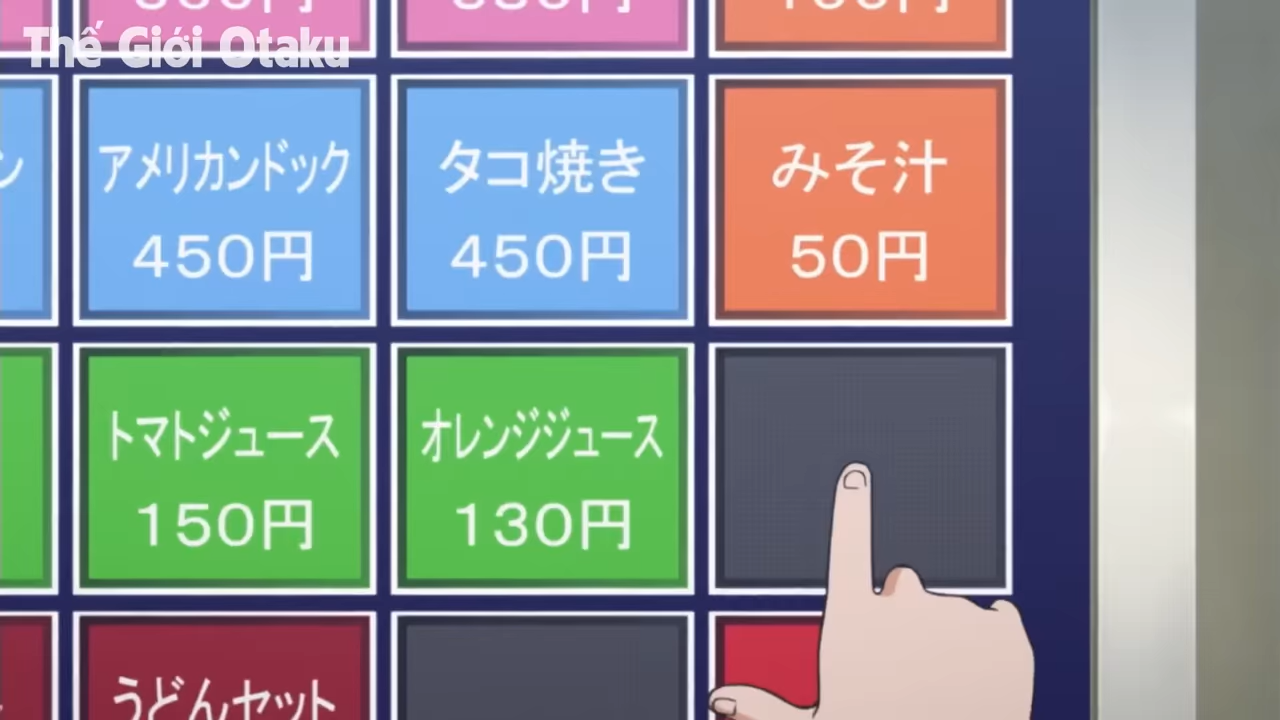 Thế Giới Otaku
アメリカンドック
450円
タコ焼き
450円
みそ汁
50円
トマトジュース
150円
オレンジジュース
130円
うどんセット